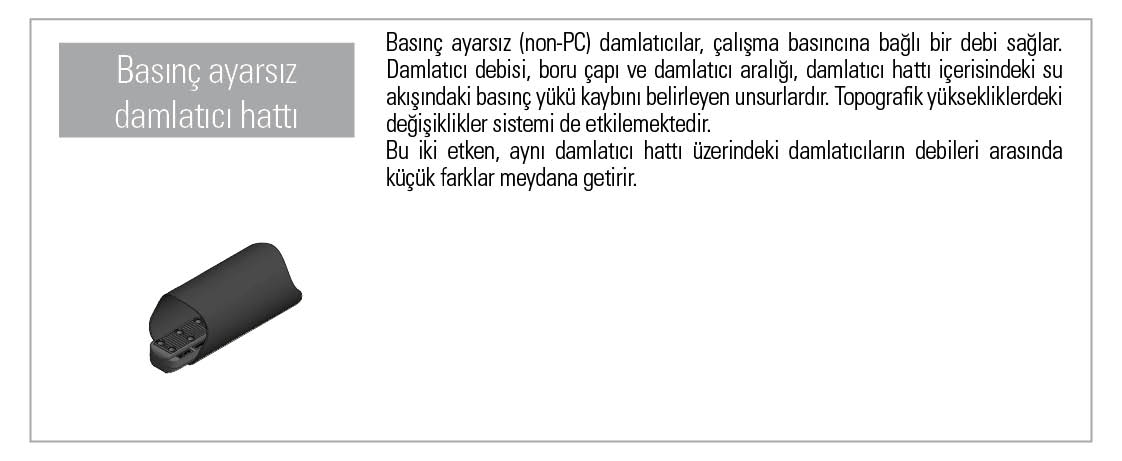 Basınç ayarsız
damlatıcı hattı
Basınç ayarsız (non-PC) damlatıcılar, çalışma basıncına bağlı bir debi sağlar.
Damlatıcı debisi, boru çapı ve damlatıcı aralığı, damlatıcı hattı içerisindeki su
akışındaki basınç yükü kaybını belirleyen unsurlardır. Topografik yüksekliklerdeki
değişiklikler sistemi de etkilemektedir.
Bu iki etken, aynı damlatıcı hattı üzerindeki damlatıcıların debileri arasında
küçük farklar meydana getirir.